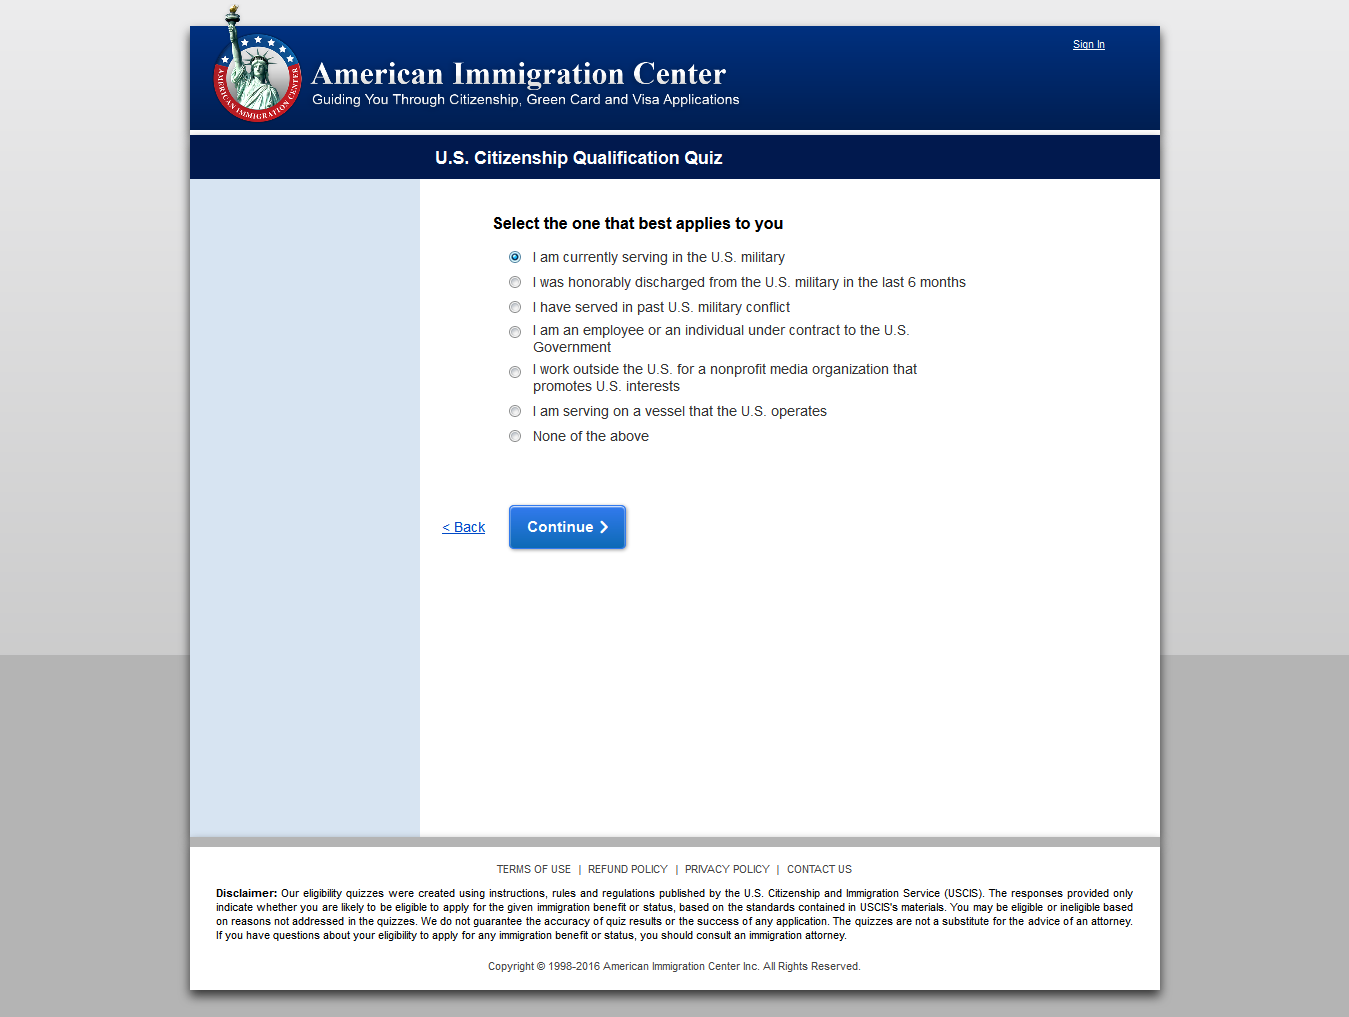 Sign In
AMERICAN IMMIGRATION CENTER
American Immigration Center
Guiding You Through Citizenship, Green Card and Visa Applications
U.S. Citizenship Qualification Quiz
Select the one that best applies to you
I am currently serving in the U.S. military
I was honorably discharged from the U.S. military in the last 6 months
I have served in past U.S. military conflict
I am an employee or an individual under contract to the U.S.
Government
I work outside the U.S. for a nonprofit media organization that
promotes U.S. interests
I am serving on a vessel that the U.S. operates
None of the above
< Back
Continue
TERMS OF USE | REFUND POLICY | PRIVACY POLICY | CONTACT US
Disclaimer: Our eligibility quizzes were created using instructions, rules and regulations published by the U.S. Citizenship and Immigration Service (USCIS). The responses provided only
indicate whether you are likely to be eligible to apply for the given immigration benefit or status, based on the standards contained in USCIS's materials. You may be eligible or ineligible based
on reasons not addressed in the quizzes. We do not guarantee the accuracy of quiz results or the success of any application. The quizzes are not a substitute for the advice of an attorney.
If you have questions about your eligibility to apply for any immigration benefit or status, you should consult an immigration attorney.
Copyright © 1998-2016 American Immigration Center Inc. All Rights Reserved.